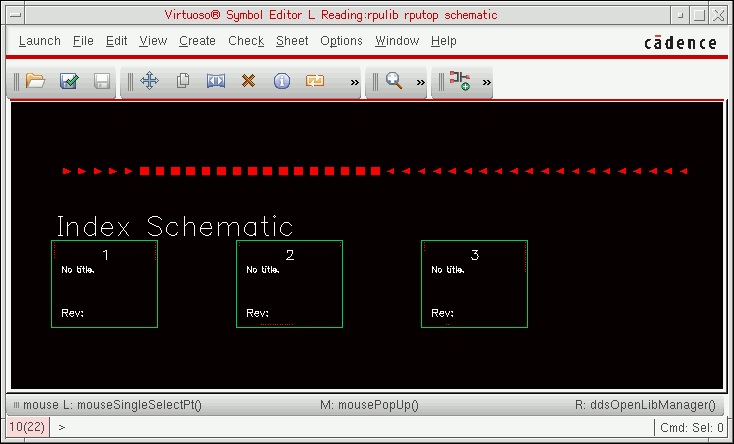 Virtuoso® Symbol Editor L Reading:rpulib rputop schematic
Launch File Edit View Create Check Sheet Options Window Help
cādence
» » »
Index Schematic
1 2 3
No title. No title. No title.
Rev: Rev: Rev:
mouse L: mouseSingleSelectPt() M: mousePopUp() R: ddsOpenLibManager()
10(22) > Cmd: Sel: 0